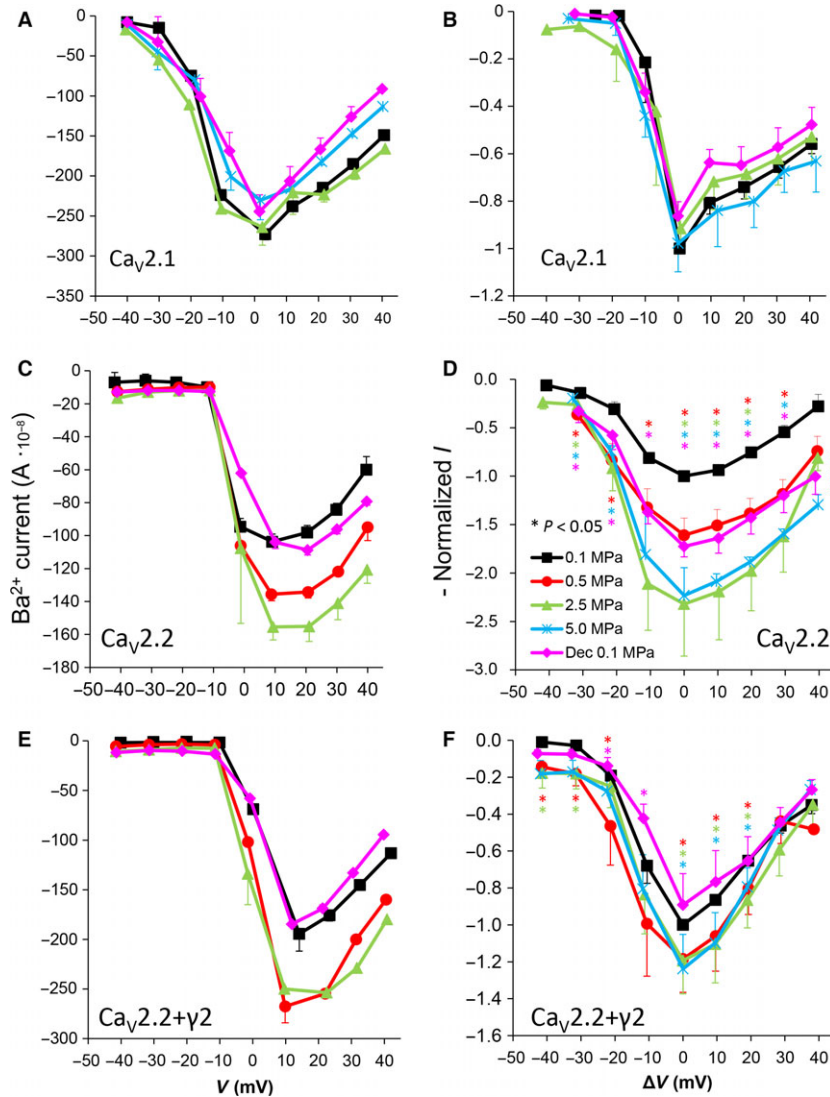 A
0
−50
−100
−150
−200
−250
−300
−350
CaV2.1
−50 −40 −30 −20 −10 0 10 20 30 40
B
0
−0.2
−0.4
−0.6
−0.8
−1
−1.2
CaV2.1
−50 −40 −30 −20 −10 0 10 20 30 40
C
Ba2+ current (A ·10-8)
0
−20
−40
−60
−80
−100
−120
−140
−160
−180
CaV2.2
−50 −40 −30 −20 −10 0 10 20 30 40
D
- Normalized I
0.0
−0.5
−1.0
−1.5
−2.0
−2.5
−3.0
* P < 0.05
0.1 MPa
0.5 MPa
2.5 MPa
5.0 MPa
Dec 0.1 MPa
CaV2.2
−50 −40 −30 −20 −10 0 10 20 30 40
E
0
−50
−100
−150
−200
−250
−300
CaV2.2+γ2
−50 −40 −30 −20 −10 0 10 20 30 40
V (mV)
F
0.0
−0.2
−0.4
−0.6
−0.8
−1.0
−1.2
−1.4
−1.6
CaV2.2+γ2
−50 −40 −30 −20 −10 0 10 20 30 40
ΔV (mV)